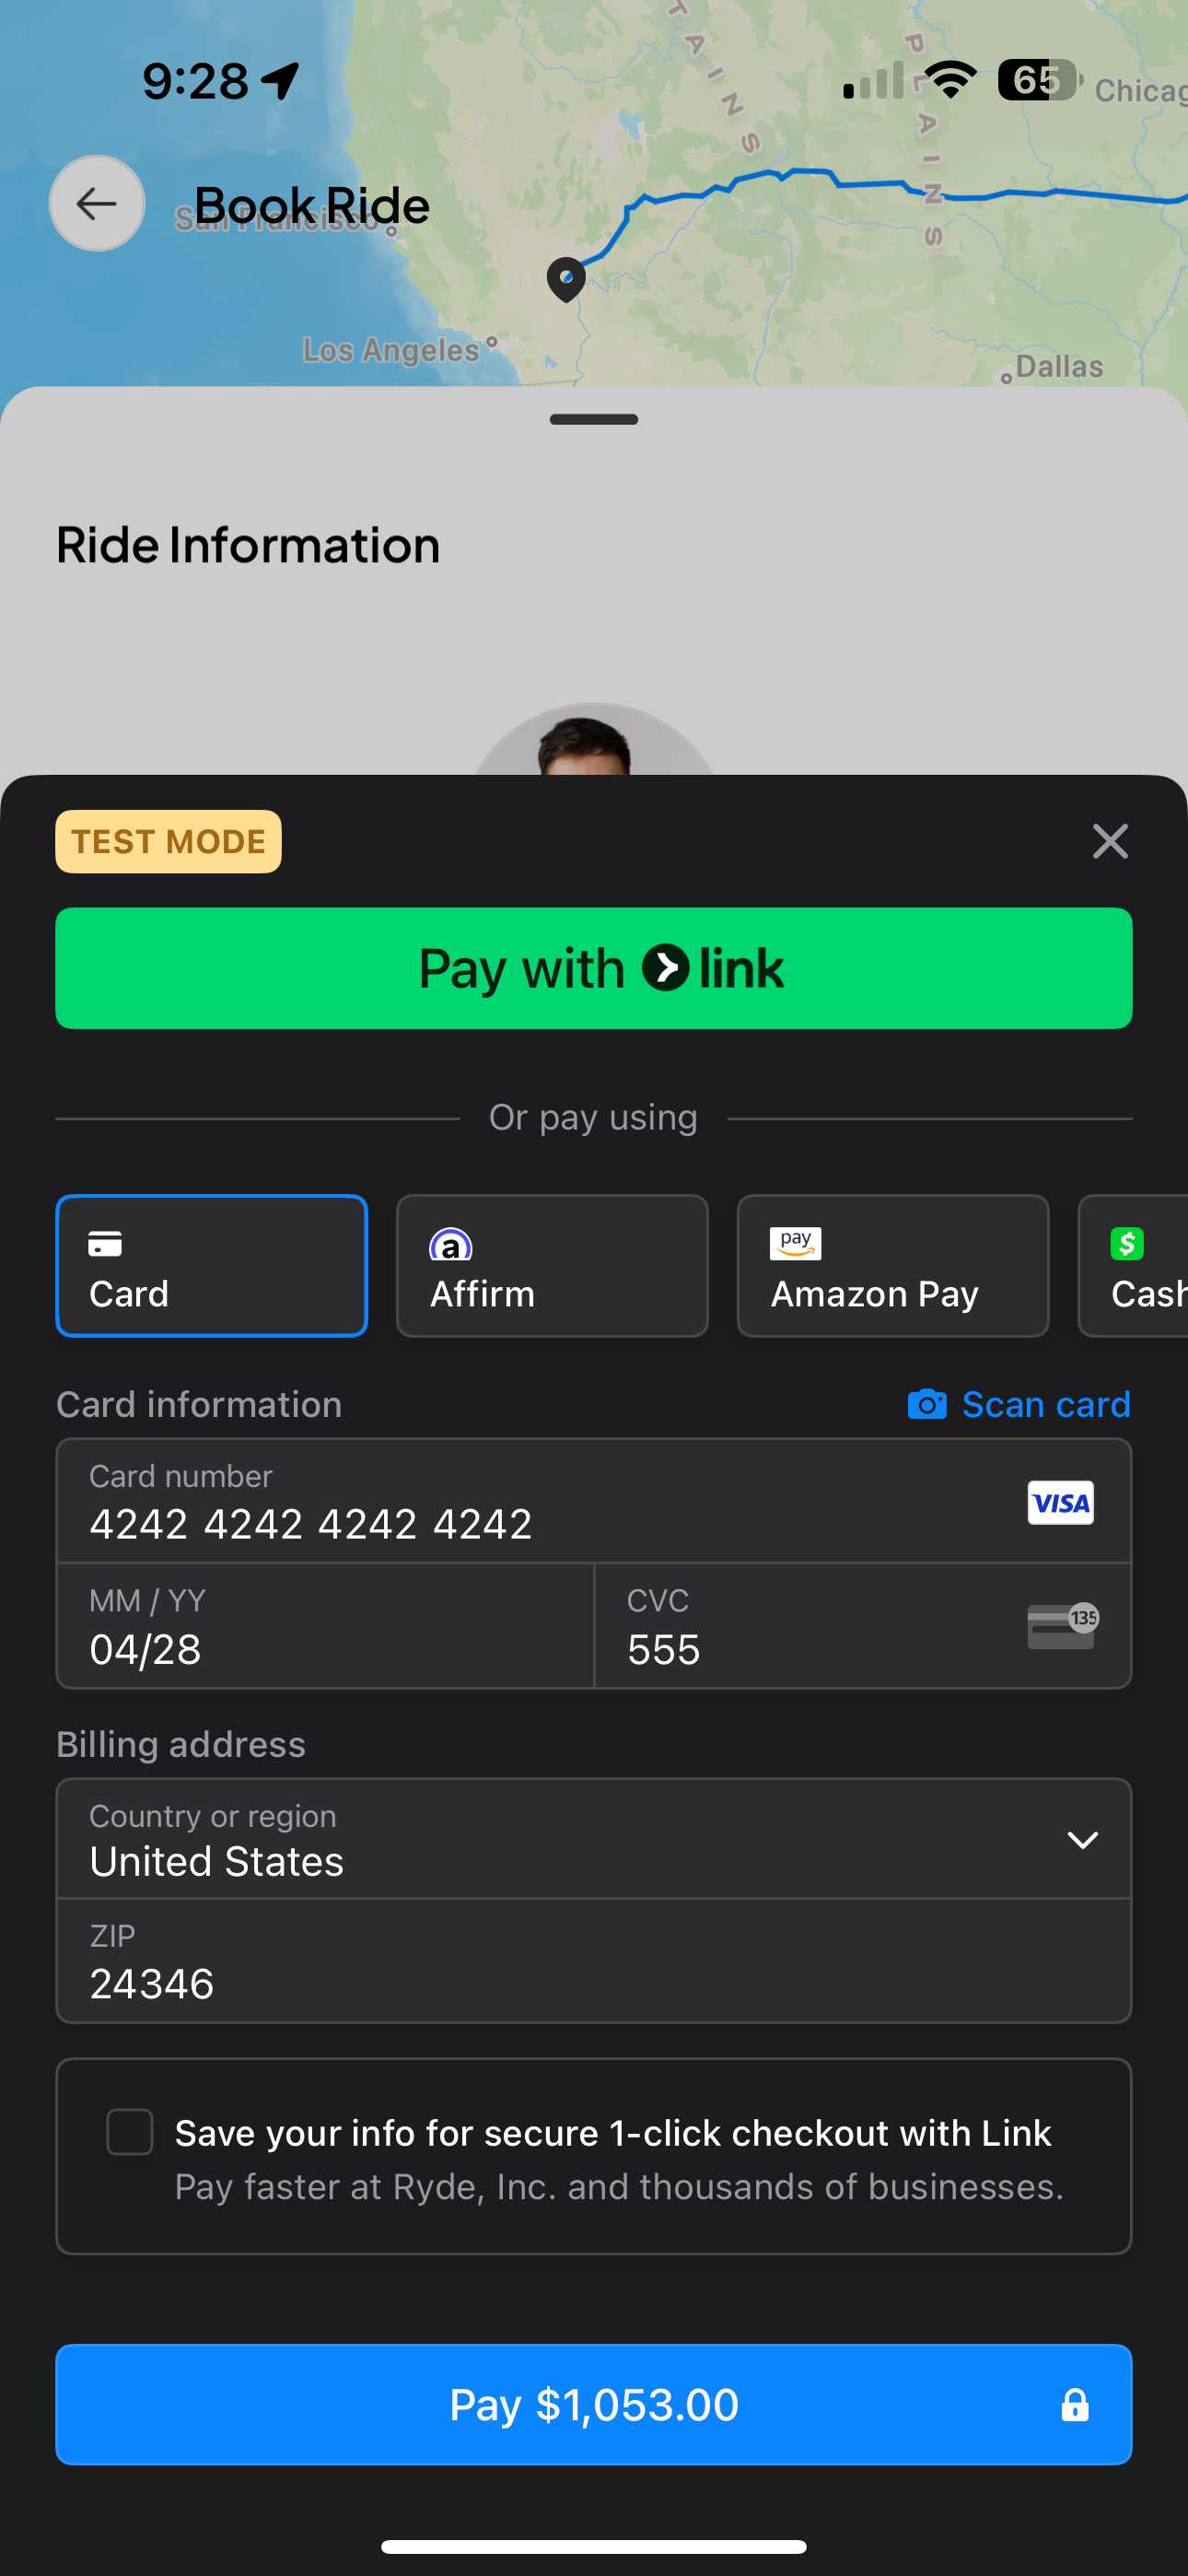 TAINS
PLAINS
9:28
65
Chicag
Book Ride
San Francisco
Los Angeles
Dallas
Ride Information
TEST MODE
Pay with link
Or pay using
a
pay
$
Card
Affirm
Amazon Pay
Cash
Card information
Scan card
Card number
4242 4242 4242 4242
VISA
MM / YY
CVC
04/28
555
135
Billing address
Country or region
United States
ZIP
24346
Save your info for secure 1-click checkout with Link
Pay faster at Ryde, Inc. and thousands of businesses.
Pay $1,053.00